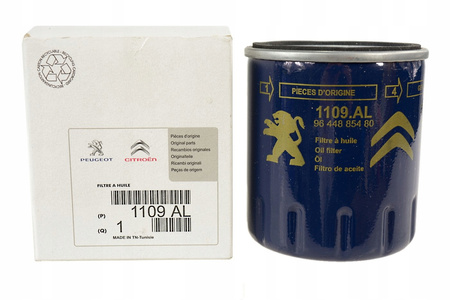 PEUGEOT
CITROËN
Pièces d'origine
Original parts
Recambios originales
Originalteile
Ricambi originali
Peças de origem
FILTRE A HUILE
(P) 1109 AL
(Q) 1
MADE IN TN-Tunisie
1 PIECES D'ORIGINE 4
1109.AL
96 448 854 80
Filtre à huile
Oil filter
Öl
Filtro de aceite